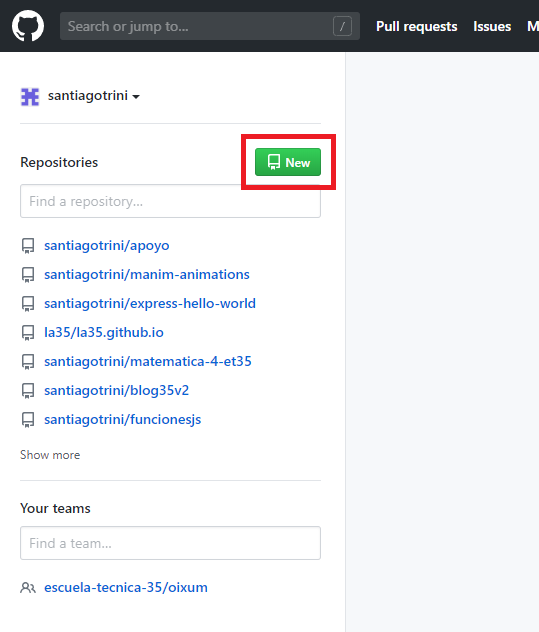 Search or jump to... / Pull requests Issues M
santiagotrini
Repositories New
Find a repository...
santiagotrini/apoyo
santiagotrini/manim-animations
santiagotrini/express-hello-world
la35/la35.github.io
santiagotrini/matematica-4-et35
santiagotrini/blog35v2
santiagotrini/funcionesjs
Show more
Your teams
Find a team...
escuela-tecnica-35/oixum